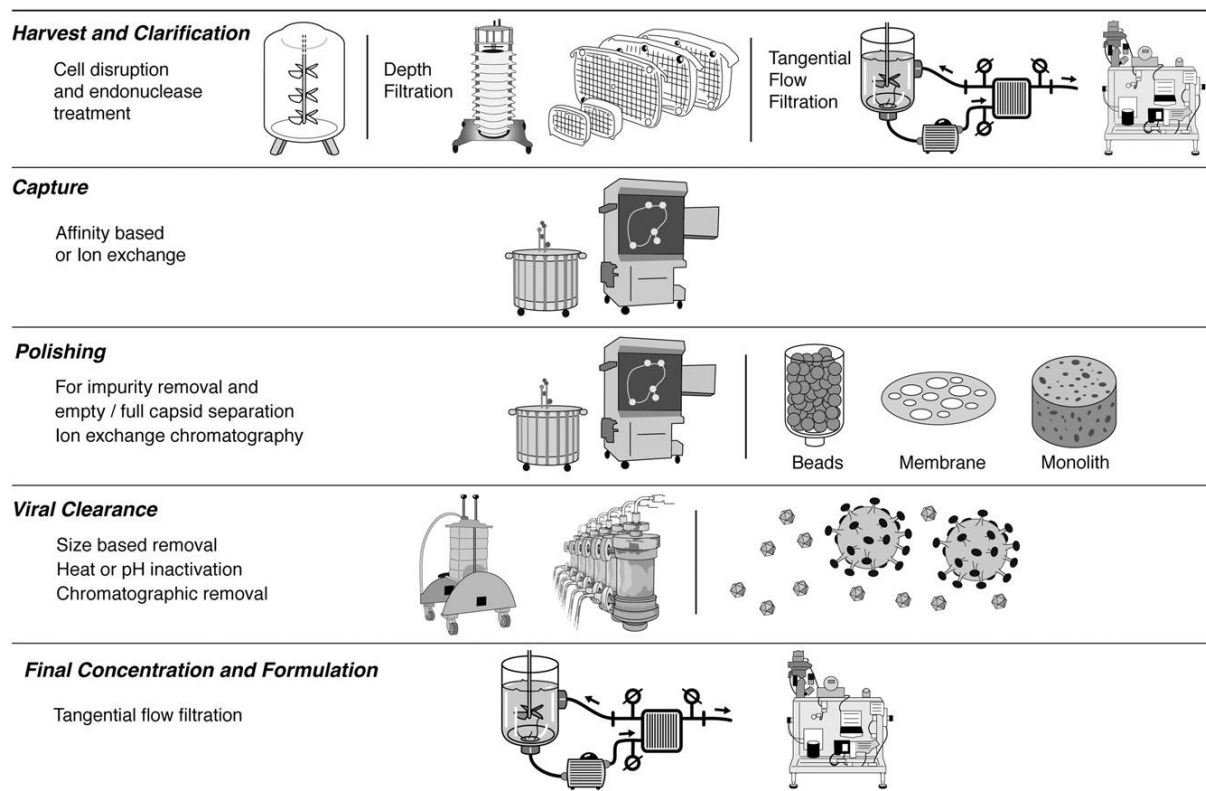 Harvest and Clarification
Cell disruption
and endonuclease
treatment
Depth
Filtration
Tangential
Flow
Filtration
Capture
Affinity based
or Ion exchange
Polishing
For impurity removal and
empty / full capsid separation
Ion exchange chromatography
Beads
Membrane
Monolith
Viral Clearance
Size based removal
Heat or pH inactivation
Chromatographic removal
Final Concentration and Formulation
Tangential flow filtration